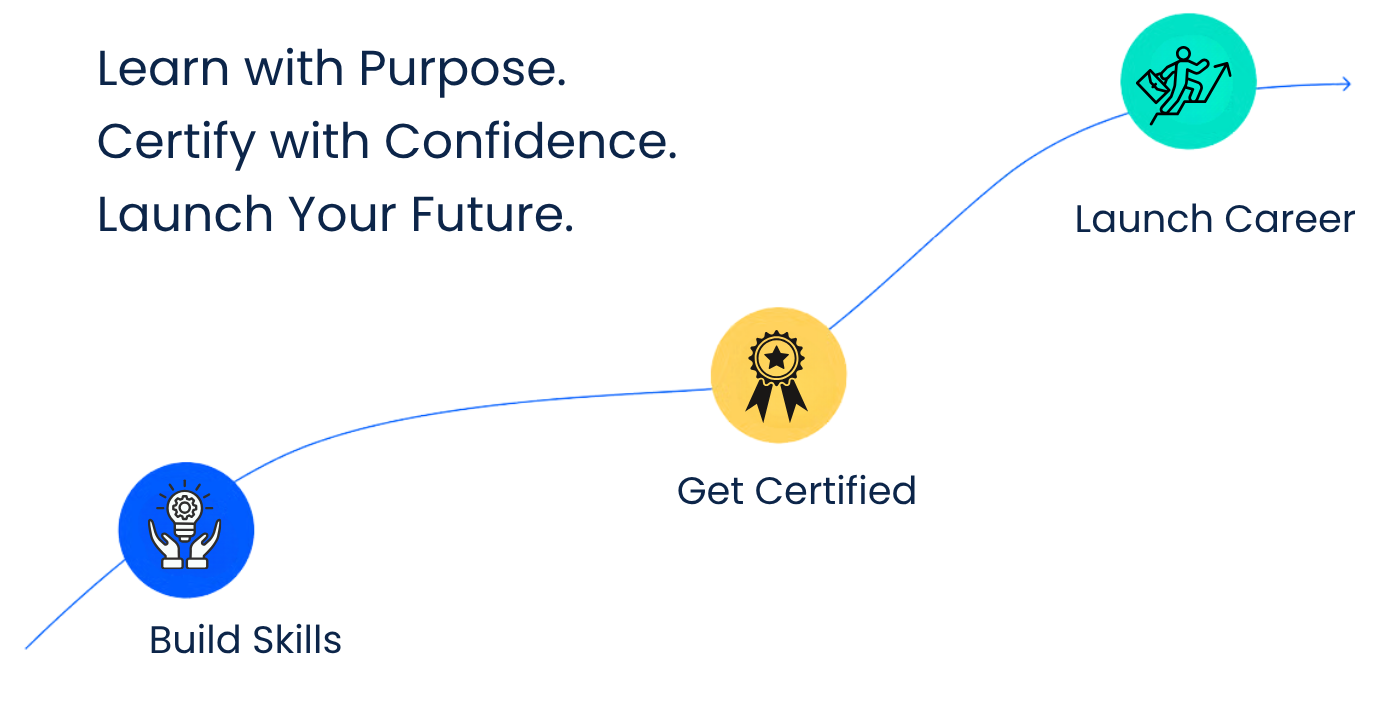 Learn with Purpose.
Certify with Confidence.
Launch Your Future.
Launch Career
Get Certified
Build Skills